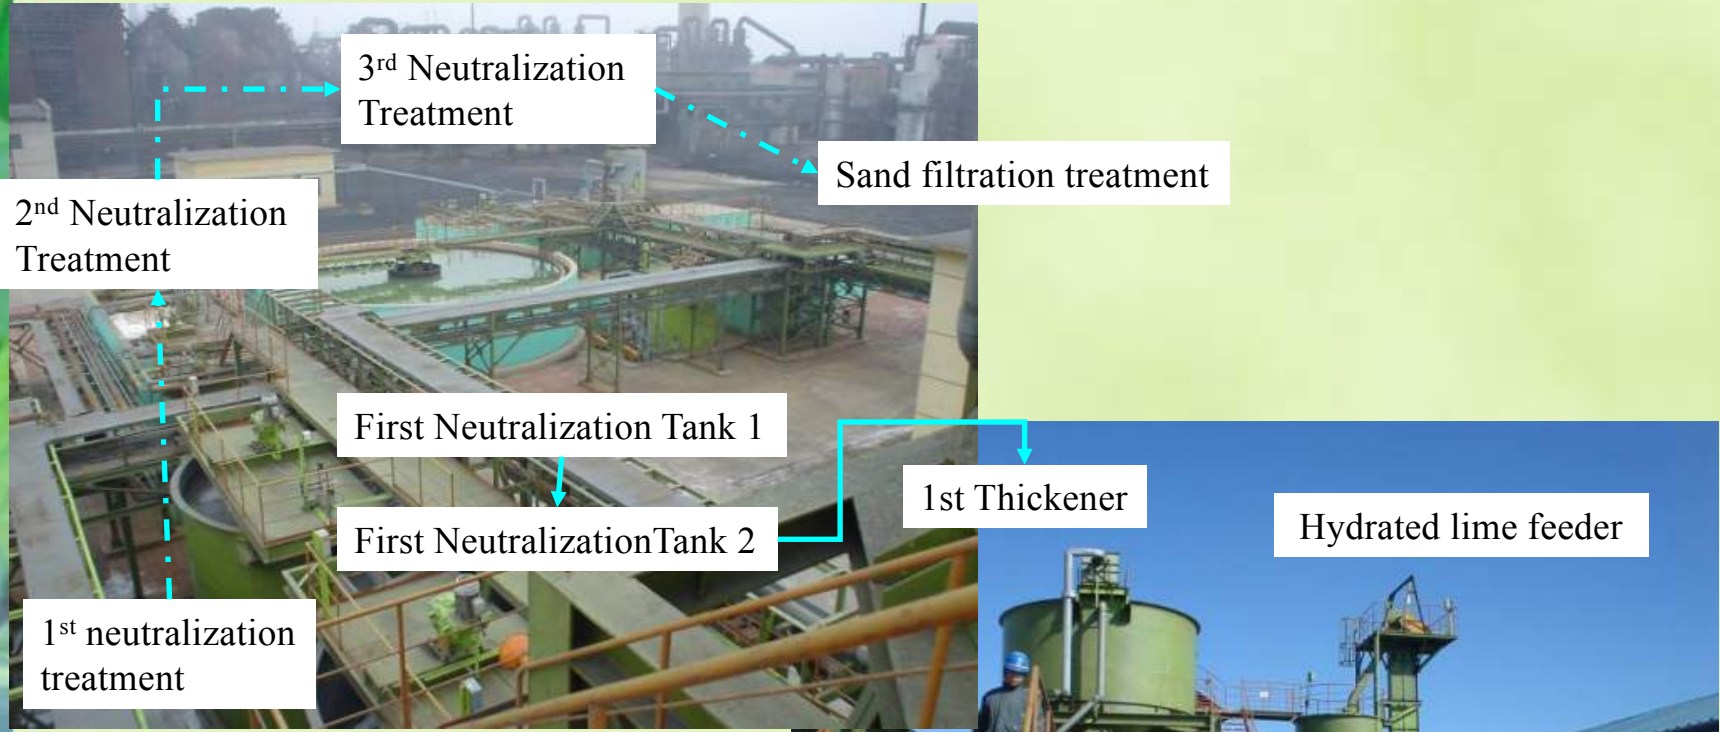 3rd Neutralization
Treatment
Sand filtration treatment
2nd Neutralization
Treatment
First Neutralization Tank 1
1st Thickener
Hydrated lime feeder
First NeutralizationTank 2
1st neutralization
treatment